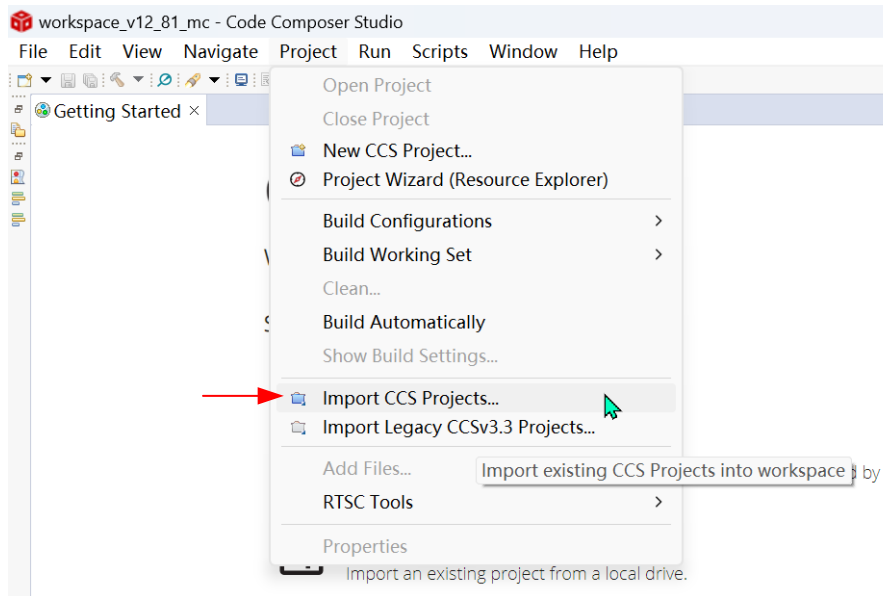 workspace_v12_81_mc - Code Composer Studio
File Edit View Navigate Project Run Scripts Window Help
Getting Started
Open Project
Close Project
New CCS Project...
Project Wizard (Resource Explorer)
Build Configurations
Build Working Set
Clean...
Build Automatically
Show Build Settings...
Import CCS Projects...
Import Legacy CCSv3.3 Projects...
Add Files...
Import existing CCS Projects into workspace
by
RTSC Tools
Properties
Import an existing project from a local drive.